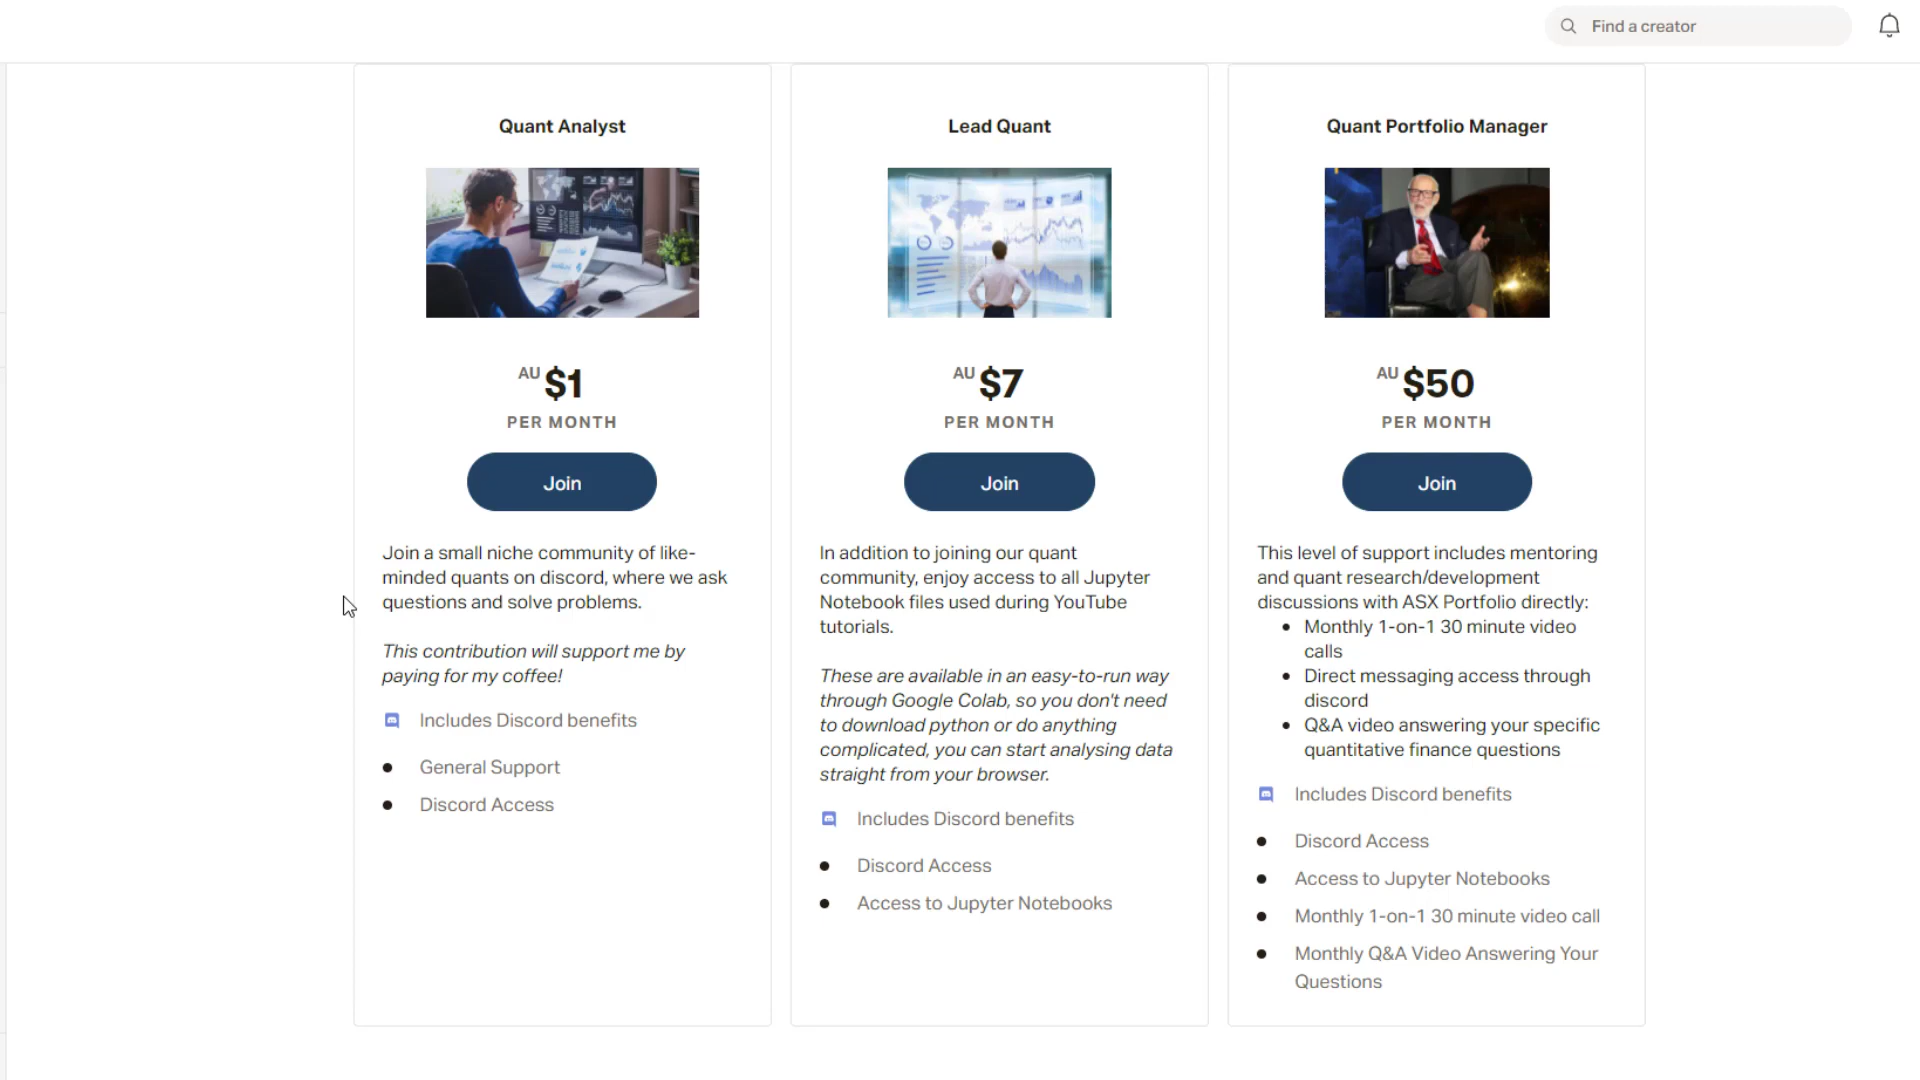 Find a creator
Quant Analyst
AU $1
PER MONTH
Join
Join a small niche community of like-
minded quants on discord, where we ask
questions and solve problems.
This contribution will support me by
paying for my coffee!
Includes Discord benefits
General Support
Discord Access
Lead Quant
AU $7
PER MONTH
Join
In addition to joining our quant
community, enjoy access to all Jupyter
Notebook files used during YouTube
tutorials.
These are available in an easy-to-run way
through Google Colab, so you don't need
to download python or do anything
complicated, you can start analysing data
straight from your browser.
Includes Discord benefits
Discord Access
Access to Jupyter Notebooks
Quant Portfolio Manager
AU $50
PER MONTH
Join
This level of support includes mentoring
and quant research/development
discussions with ASX Portfolio directly:
Monthly 1-on-1 30 minute video
calls
Direct messaging access through
discord
Q&A video answering your specific
quantitative finance questions
Includes Discord benefits
Discord Access
Access to Jupyter Notebooks
Monthly 1-on-1 30 minute video call
Monthly Q&A Video Answering Your
Questions